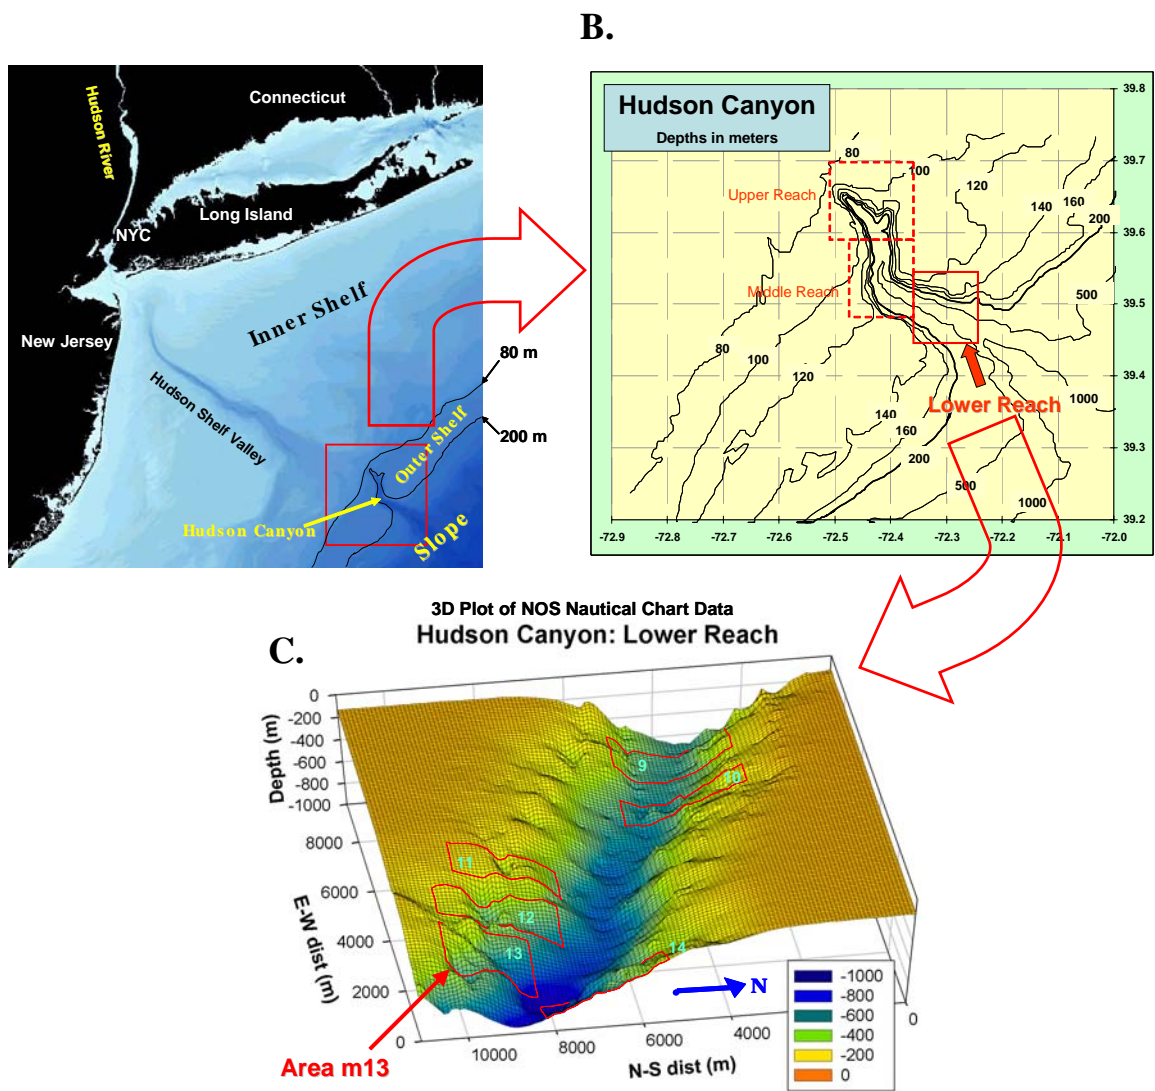 B.
Hudson River
Connecticut
Long Island
NYC
New Jersey
Inner Shelf
Hudson Shelf Valley
80 m
200 m
Outer Shelf
Hudson Canyon
Slope
Hudson Canyon
Depths in meters
39.8
39.7
39.6
39.5
39.4
39.3
39.2
-72.9
-72.8
-72.7
-72.6
-72.5
-72.4
-72.3
-72.2
-72.1
-72.0
80
100
120
140
160
200
500
1000
Upper Reach
Middle Reach
Lower Reach
80
100
120
140
160
200
500
1000
3D Plot of NOS Nautical Chart Data
Hudson Canyon: Lower Reach
C.
Depth (m)
0
-200
-400
-600
-800
-1000
E-W dist (m)
8000
6000
4000
2000
0
9
10
11
12
13
14
N
Area m13
10000
8000
6000
4000
0
N-S dist (m)
-1000
-800
-600
-400
-200
0